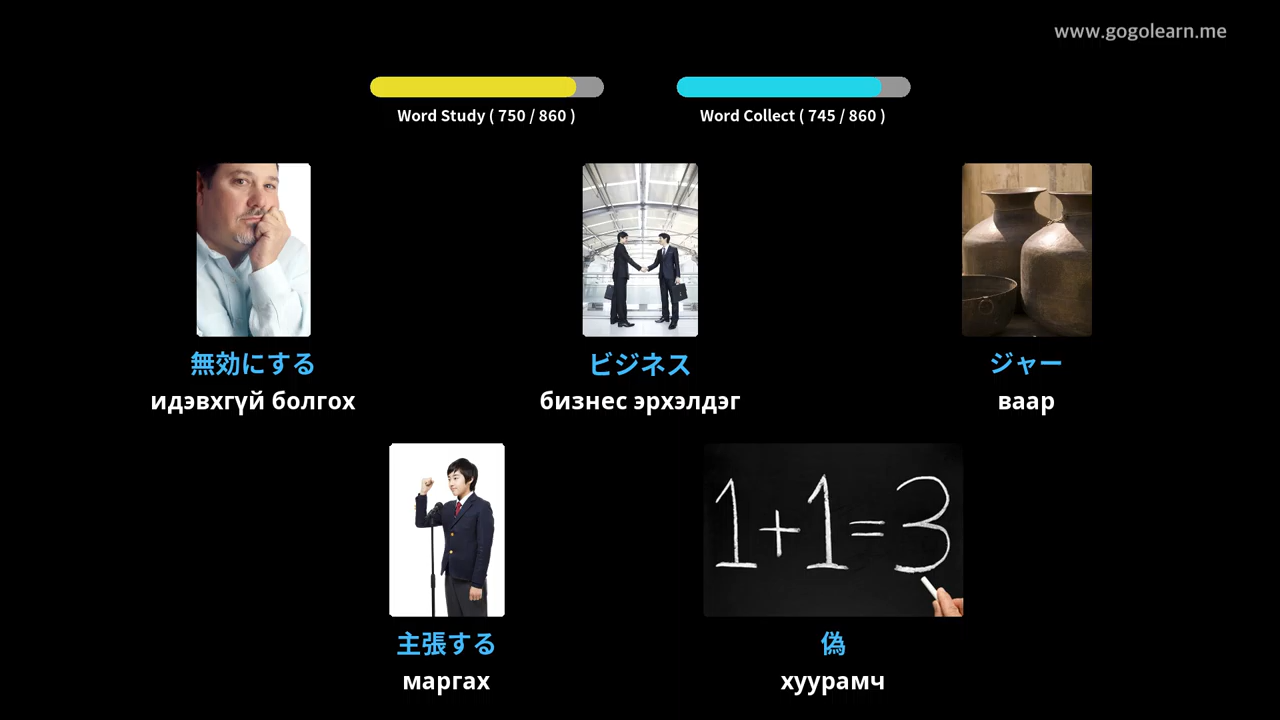 www.gogolearn.me
Word Study ( 750 / 860 )
Word Collect ( 745 / 860 )
無効にする
идэвхгүй болгох
ビジネス
бизнес эрхэлдэг
ジャー
ваар
主張する
маргах
1+1=3
偽
хуурамч